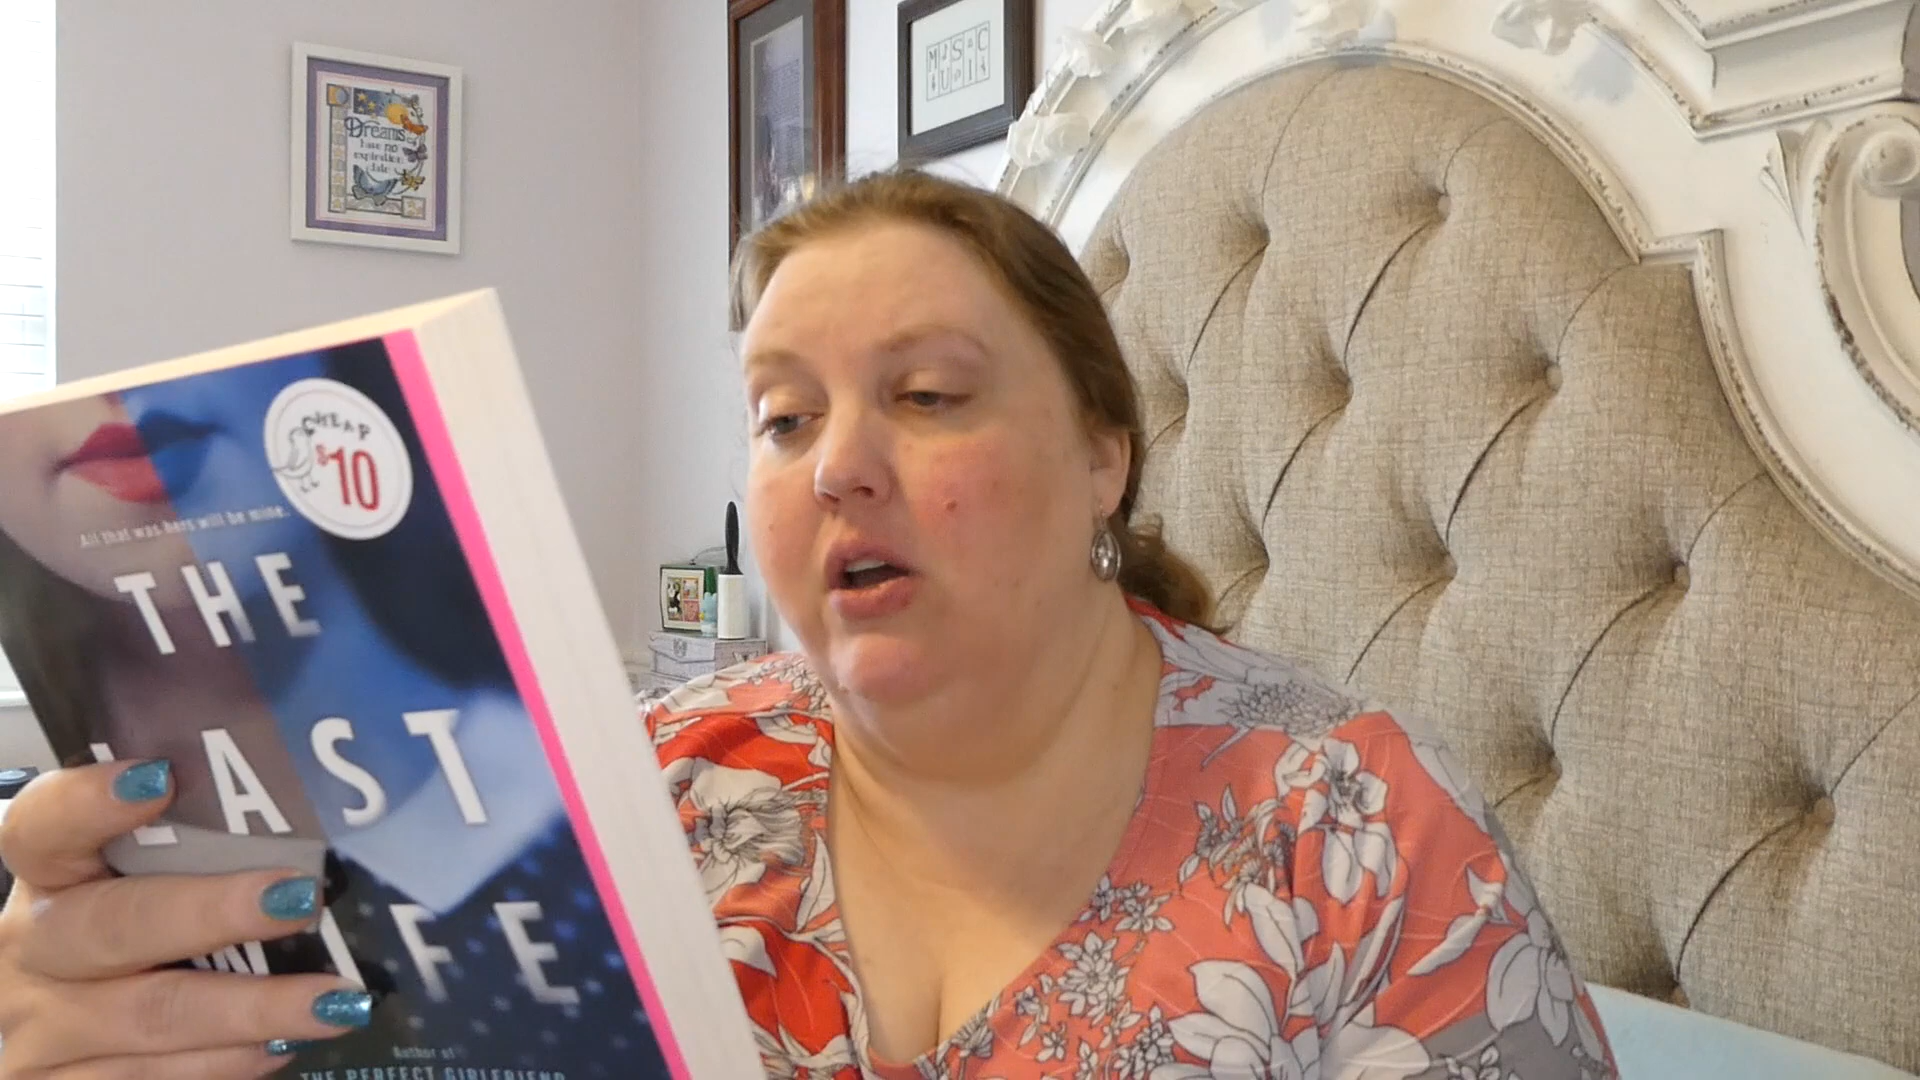 Dreams
have no
expiration
date
MUSIC
CHEAP
$10
All that was hers will be mine.
THE
LAST
WIFE
Author of
THE PERFECT GIRLFRIEND